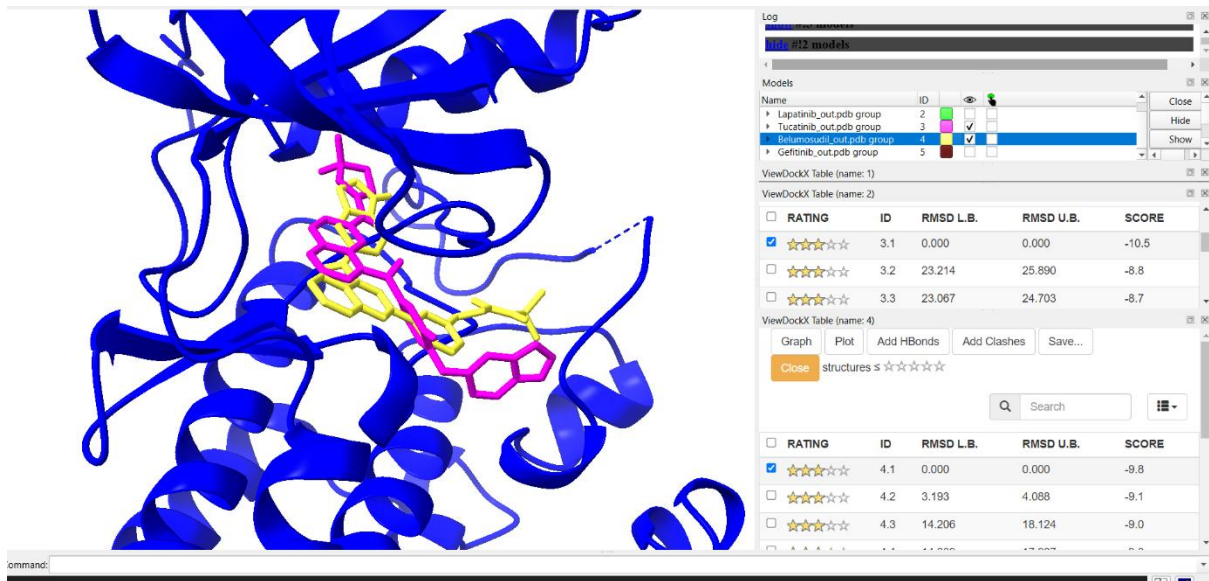 Log
hide #!2 models
Models
Name ID
Lapatinib_out.pdb group 2
Tucatinib_out.pdb group 3
Belumosudil_out.pdb group 4
Gefitinib_out.pdb group 5
Close
Hide
Show
ViewDockX Table (name: 1)
ViewDockX Table (name: 2)
RATING ID RMSD L.B. RMSD U.B. SCORE
3.1 0.000 0.000 -10.5
3.2 23.214 25.890 -8.8
3.3 23.067 24.703 -8.7
ViewDockX Table (name: 4)
Graph Plot Add HBonds Add Clashes Save...
Close structures ≤ ☆☆☆☆☆
Search
RATING ID RMSD L.B. RMSD U.B. SCORE
4.1 0.000 0.000 -9.8
4.2 3.193 4.088 -9.1
4.3 14.206 18.124 -9.0
ommand: